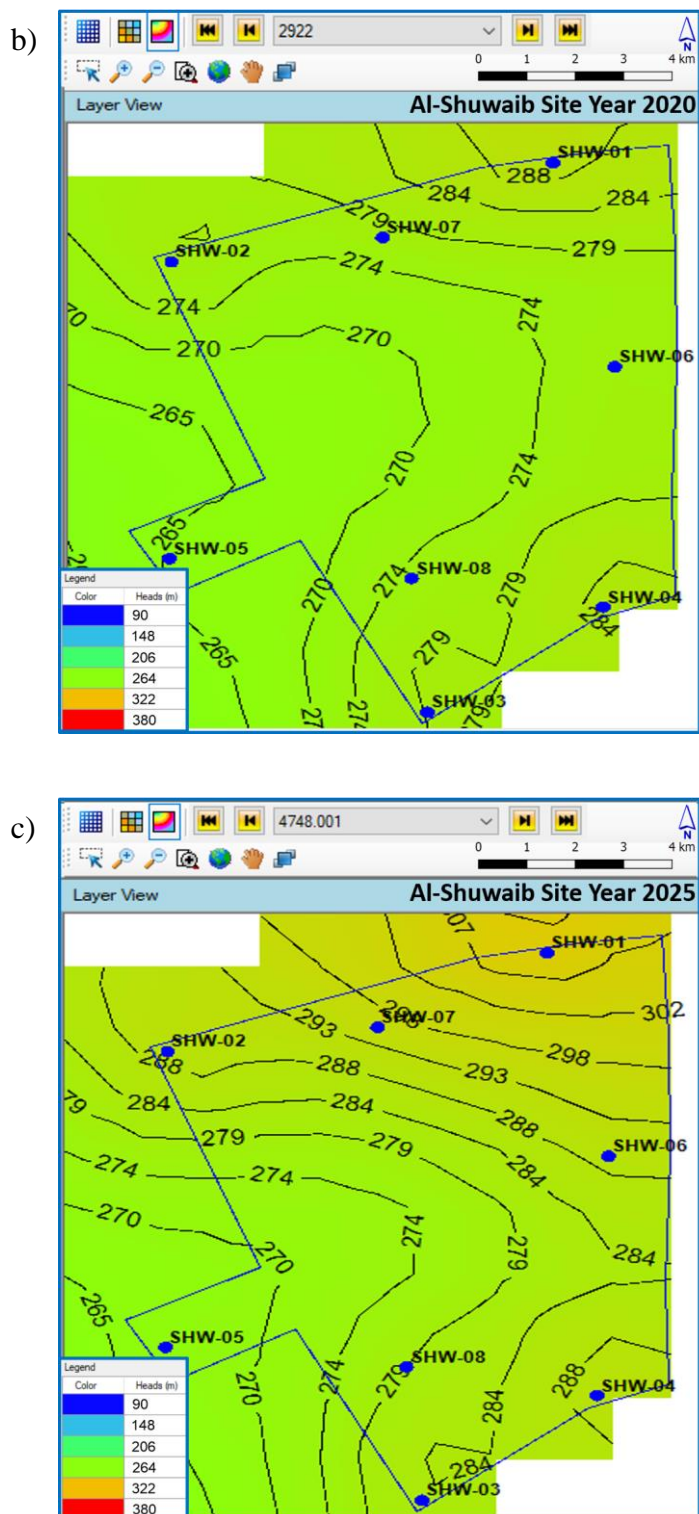 b)
2922
N
0 1 2 3 4 km
Layer View Al-Shuwaib Site Year 2020
SHW-01
288
284 284
279 SHW-07
279
SHW-02
274
274
274
70
270 270
SHW-06
265
270 274
265
SHW-05
274 SHW-08
279
270
SHW-04
284
279
265
SHW-03
279
274
Legend
Color Heads (m)
90
148
206
264
322
380
c)
4748.001
N
0 1 2 3 4 km
Layer View Al-Shuwaib Site Year 2025
07 SHW-01
302
298 SHW-07
293
298
SHW-02
288 288 293
79 284 284 288
279 279
SHW-06
274 274 284
270
274 279
284
270
265
SHW-05
SHW-08
279
274
270
288 SHW-04
284
284
SHW-03
Legend
Color Heads (m)
90
148
206
264
322
380